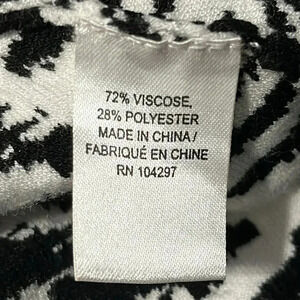 72% VISCOSE,
28% POLYESTER
MADE IN CHINA/
FABRIQUÉ EN CHINE
RN 104297